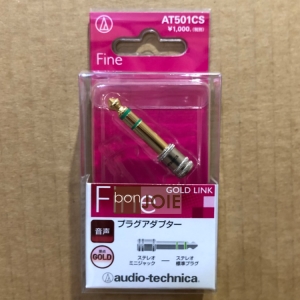 AT501CS
¥1,000.(税別)
Fine
GOLD LINK
Fine
bone
JOIE
音声
プラグアダプター
GOLD
ステレオ
ミニジャック
ステレオ
標準プラグ
audio-technica